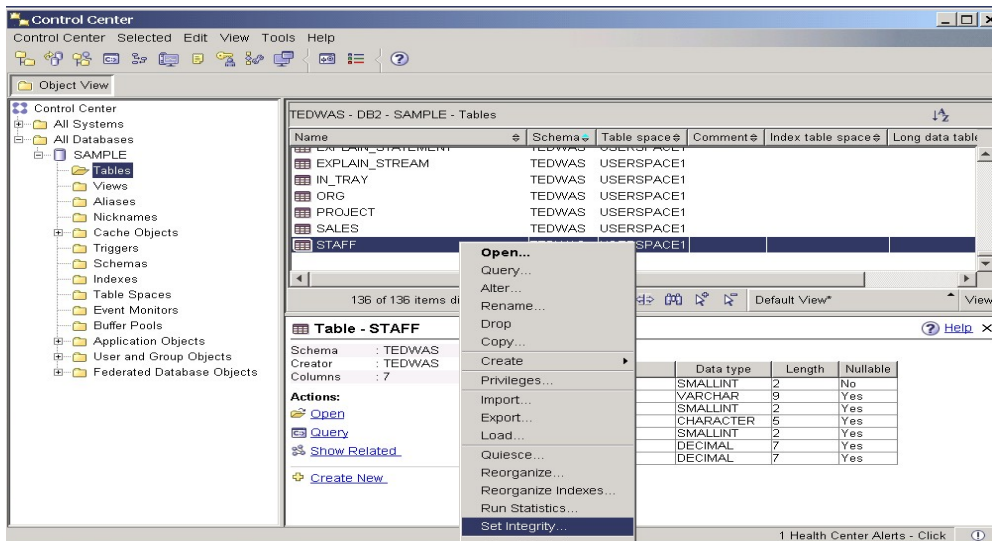 Control Center
Control Center Selected Edit View Tools Help
Object View
Control Center
All Systems
All Databases
SAMPLE
Tables
Views
Aliases
Nicknames
Cache Objects
Triggers
Schemas
Indexes
Table Spaces
Event Monitors
Buffer Pools
Application Objects
User and Group Objects
Federated Database Objects
TEDWAS - DB2 - SAMPLE - Tables
Name Schema Table space Comment Index table space Long data table
EXPLAIN_STATEMENT TEDWAS USERSPACE1
EXPLAIN_STREAM TEDWAS USERSPACE1
IN_TRAY TEDWAS USERSPACE1
ORG TEDWAS USERSPACE1
PROJECT TEDWAS USERSPACE1
SALES TEDWAS USERSPACE1
STAFF
136 of 136 items di
Default View* View
Open...
Query...
Alter...
Rename...
Drop
Copy...
Create
Privileges...
Import...
Export...
Load...
Quiesce...
Reorganize...
Reorganize Indexes...
Run Statistics...
Set Integrity...
Table - STAFF
Help
Schema : TEDWAS
Creator : TEDWAS
Columns : 7
Actions:
Open
Query
Show Related
Create New
Data type Length Nullable
SMALLINT 2 No
VARCHAR 9 Yes
SMALLINT 2 Yes
CHARACTER 5 Yes
SMALLINT 2 Yes
DECIMAL 7 Yes
DECIMAL 7 Yes
1 Health Center Alerts - Click